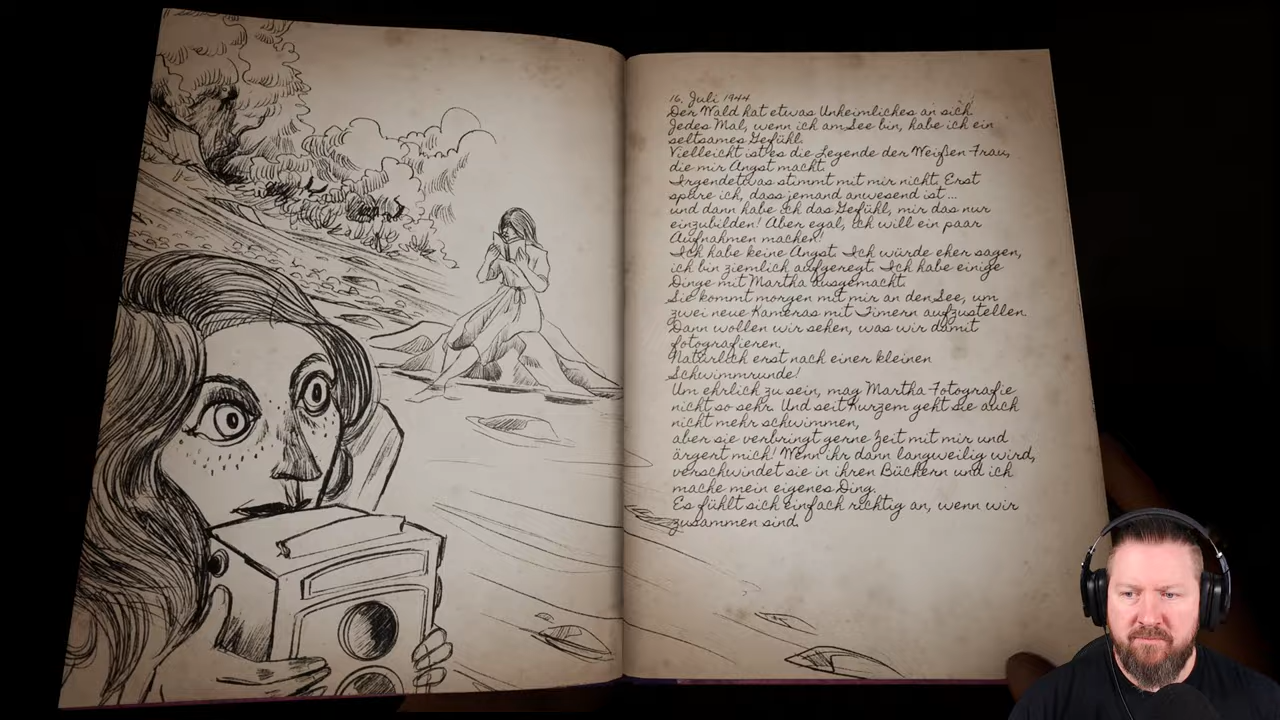 16. Juli 1944
Der Wald hat etwas Unheimliches an sich.
Jedes Mal, wenn ich am See bin, habe ich ein
seltsames Gefühl.
Vielleicht ist es die Legende der Weißen Frau,
die mir Angst macht.
Irgendetwas stimmt mit mir nicht. Erst
spüre ich, dass jemand anwesend ist ...
und dann habe ich das Gefühl, mir das nur
einzubilden! Aber egal, ich will ein paar
Aufnahmen machen!
Ich habe keine Angst. Ich würde eher sagen,
ich bin ziemlich aufgeregt. Ich habe einige
Dinge mit Martha ausgemacht.
Sie kommt morgen mit mir an den See, um
zwei neue Kameras mit Timern aufzustellen.
Dann wollen wir sehen, was wir damit
fotografieren.
Natürlich erst nach einer kleinen
Schwimmrunde!
Um ehrlich zu sein, mag Martha Fotografie
nicht so sehr. Und seit Kurzem geht sie auch
nicht mehr schwimmen,
aber sie verbringt gerne Zeit mit mir und
ärgert mich! Wenn ihr dann langweilig wird,
verschwindet sie in ihren Büchern und ich
mache mein eigenes Ding.
Es fühlt sich einfach richtig an, wenn wir
zusammen sind.